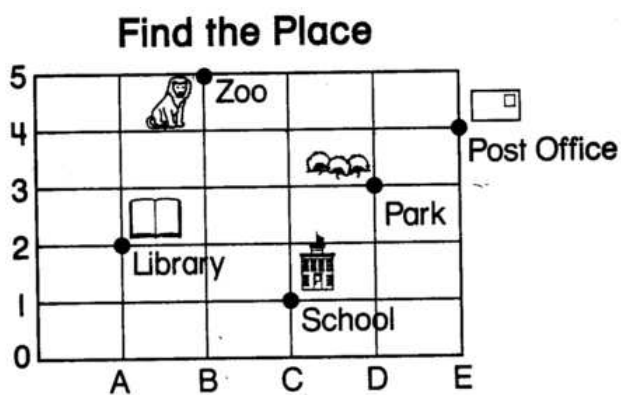 Find the Place
5
Zoo
4
Post Office
3
Park
2
Library
1
School
0
A B C D E